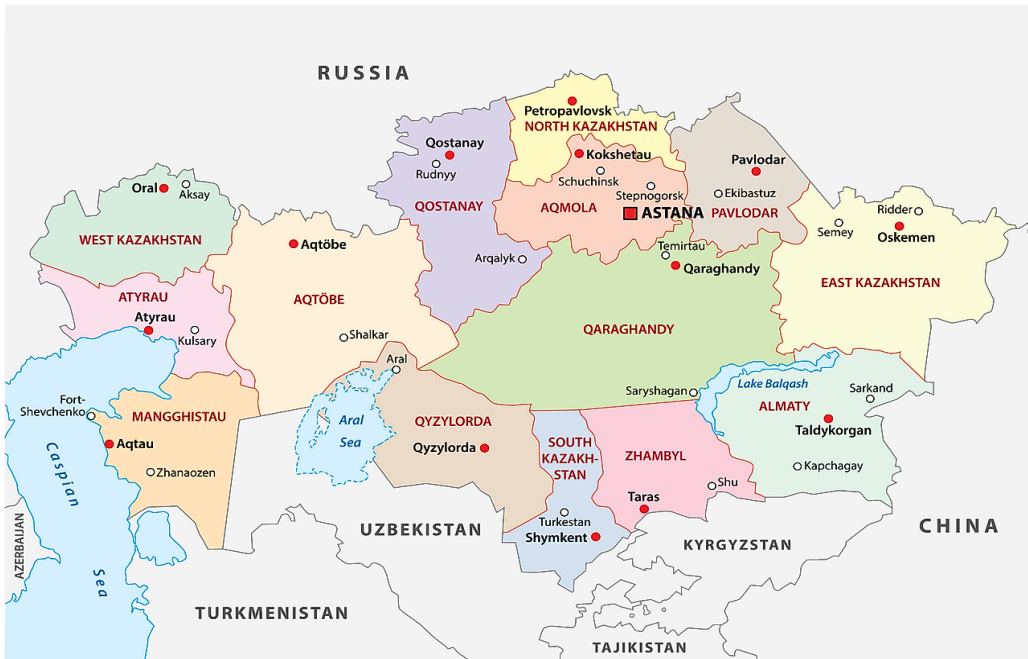 RUSSIA
Petropavlovsk
NORTH KAZAKHSTAN
Qostanay
Rudnyy
QOSTANAY
Kokshetau
Schuchinsk
Stepnogorsk
AQMOLA
ASTANA
Pavlodar
Ekibastuz
PAVLODAR
Oral
Aksay
WEST KAZAKHSTAN
Aqtöbe
AQTÖBE
Arqalyk
Temirtau
Qaraghandy
QARAGHANDY
Semey
Ridder
Oskemen
EAST KAZAKHSTAN
ATYRAU
Atyrau
Kulsary
Shalkar
Aral
Saryshagan
Lake Balqash
Sarkand
ALMATY
Taldykorgan
Kapchagay
Fort-
Shevchenko
MANGGHISTAU
Aqtau
Zhanaozen
Aral
Sea
QYZYLORDA
Qyzylorda
SOUTH
KAZAKH-
STAN
Turkestan
Shymkent
ZHAMBYL
Shu
Taras
Caspian
Sea
AZERBAIJAN
UZBEKISTAN
KYRGYZSTAN
CHINA
TURKMENISTAN
TAJIKISTAN